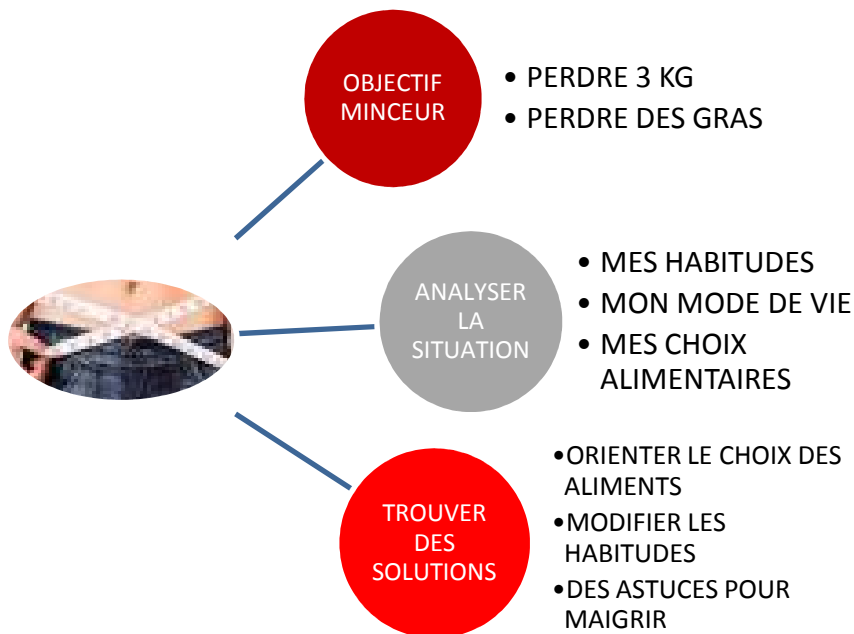 OBJECTIF
MINCEUR
• PERDRE 3 KG
• PERDRE DES GRAS
ANALYSER
LA
SITUATION
• MES HABITUDES
• MON MODE DE VIE
• MES CHOIX
ALIMENTAIRES
TROUVER
DES
SOLUTIONS
•ORIENTER LE CHOIX DES
ALIMENTS
•MODIFIER LES
HABITUDES
•DES ASTUCES POUR
MAIGRIR